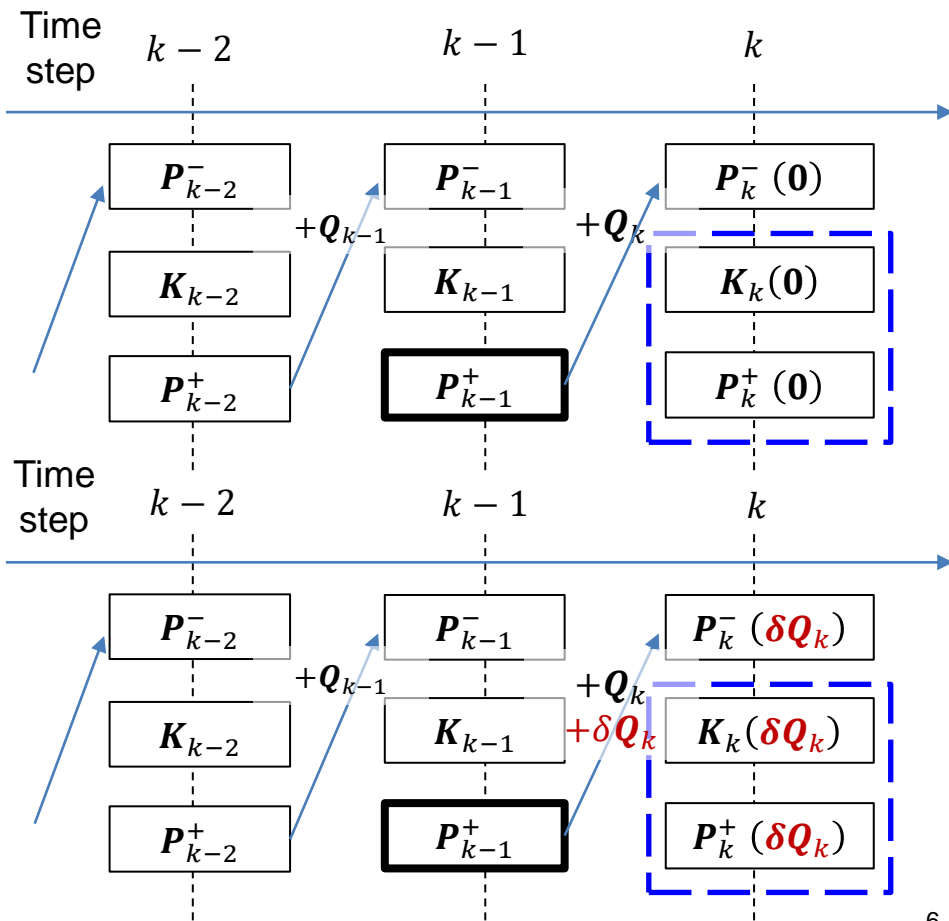 Time step k − 2 k − 1 k
P⁻ₖ₋₂ P⁻ₖ₋₁ P⁻ₖ (0)
+Qₖ₋₁ +Qₖ
Kₖ₋₂ Kₖ₋₁ Kₖ(0)
P⁺ₖ₋₂ P⁺ₖ₋₁ P⁺ₖ (0)
Time step k − 2 k − 1 k
P⁻ₖ₋₂ P⁻ₖ₋₁ P⁻ₖ (δQₖ)
+Qₖ₋₁ +Qₖ
Kₖ₋₂ Kₖ₋₁ +δQₖ Kₖ(δQₖ)
P⁺ₖ₋₂ P⁺ₖ₋₁ P⁺ₖ (δQₖ)
6